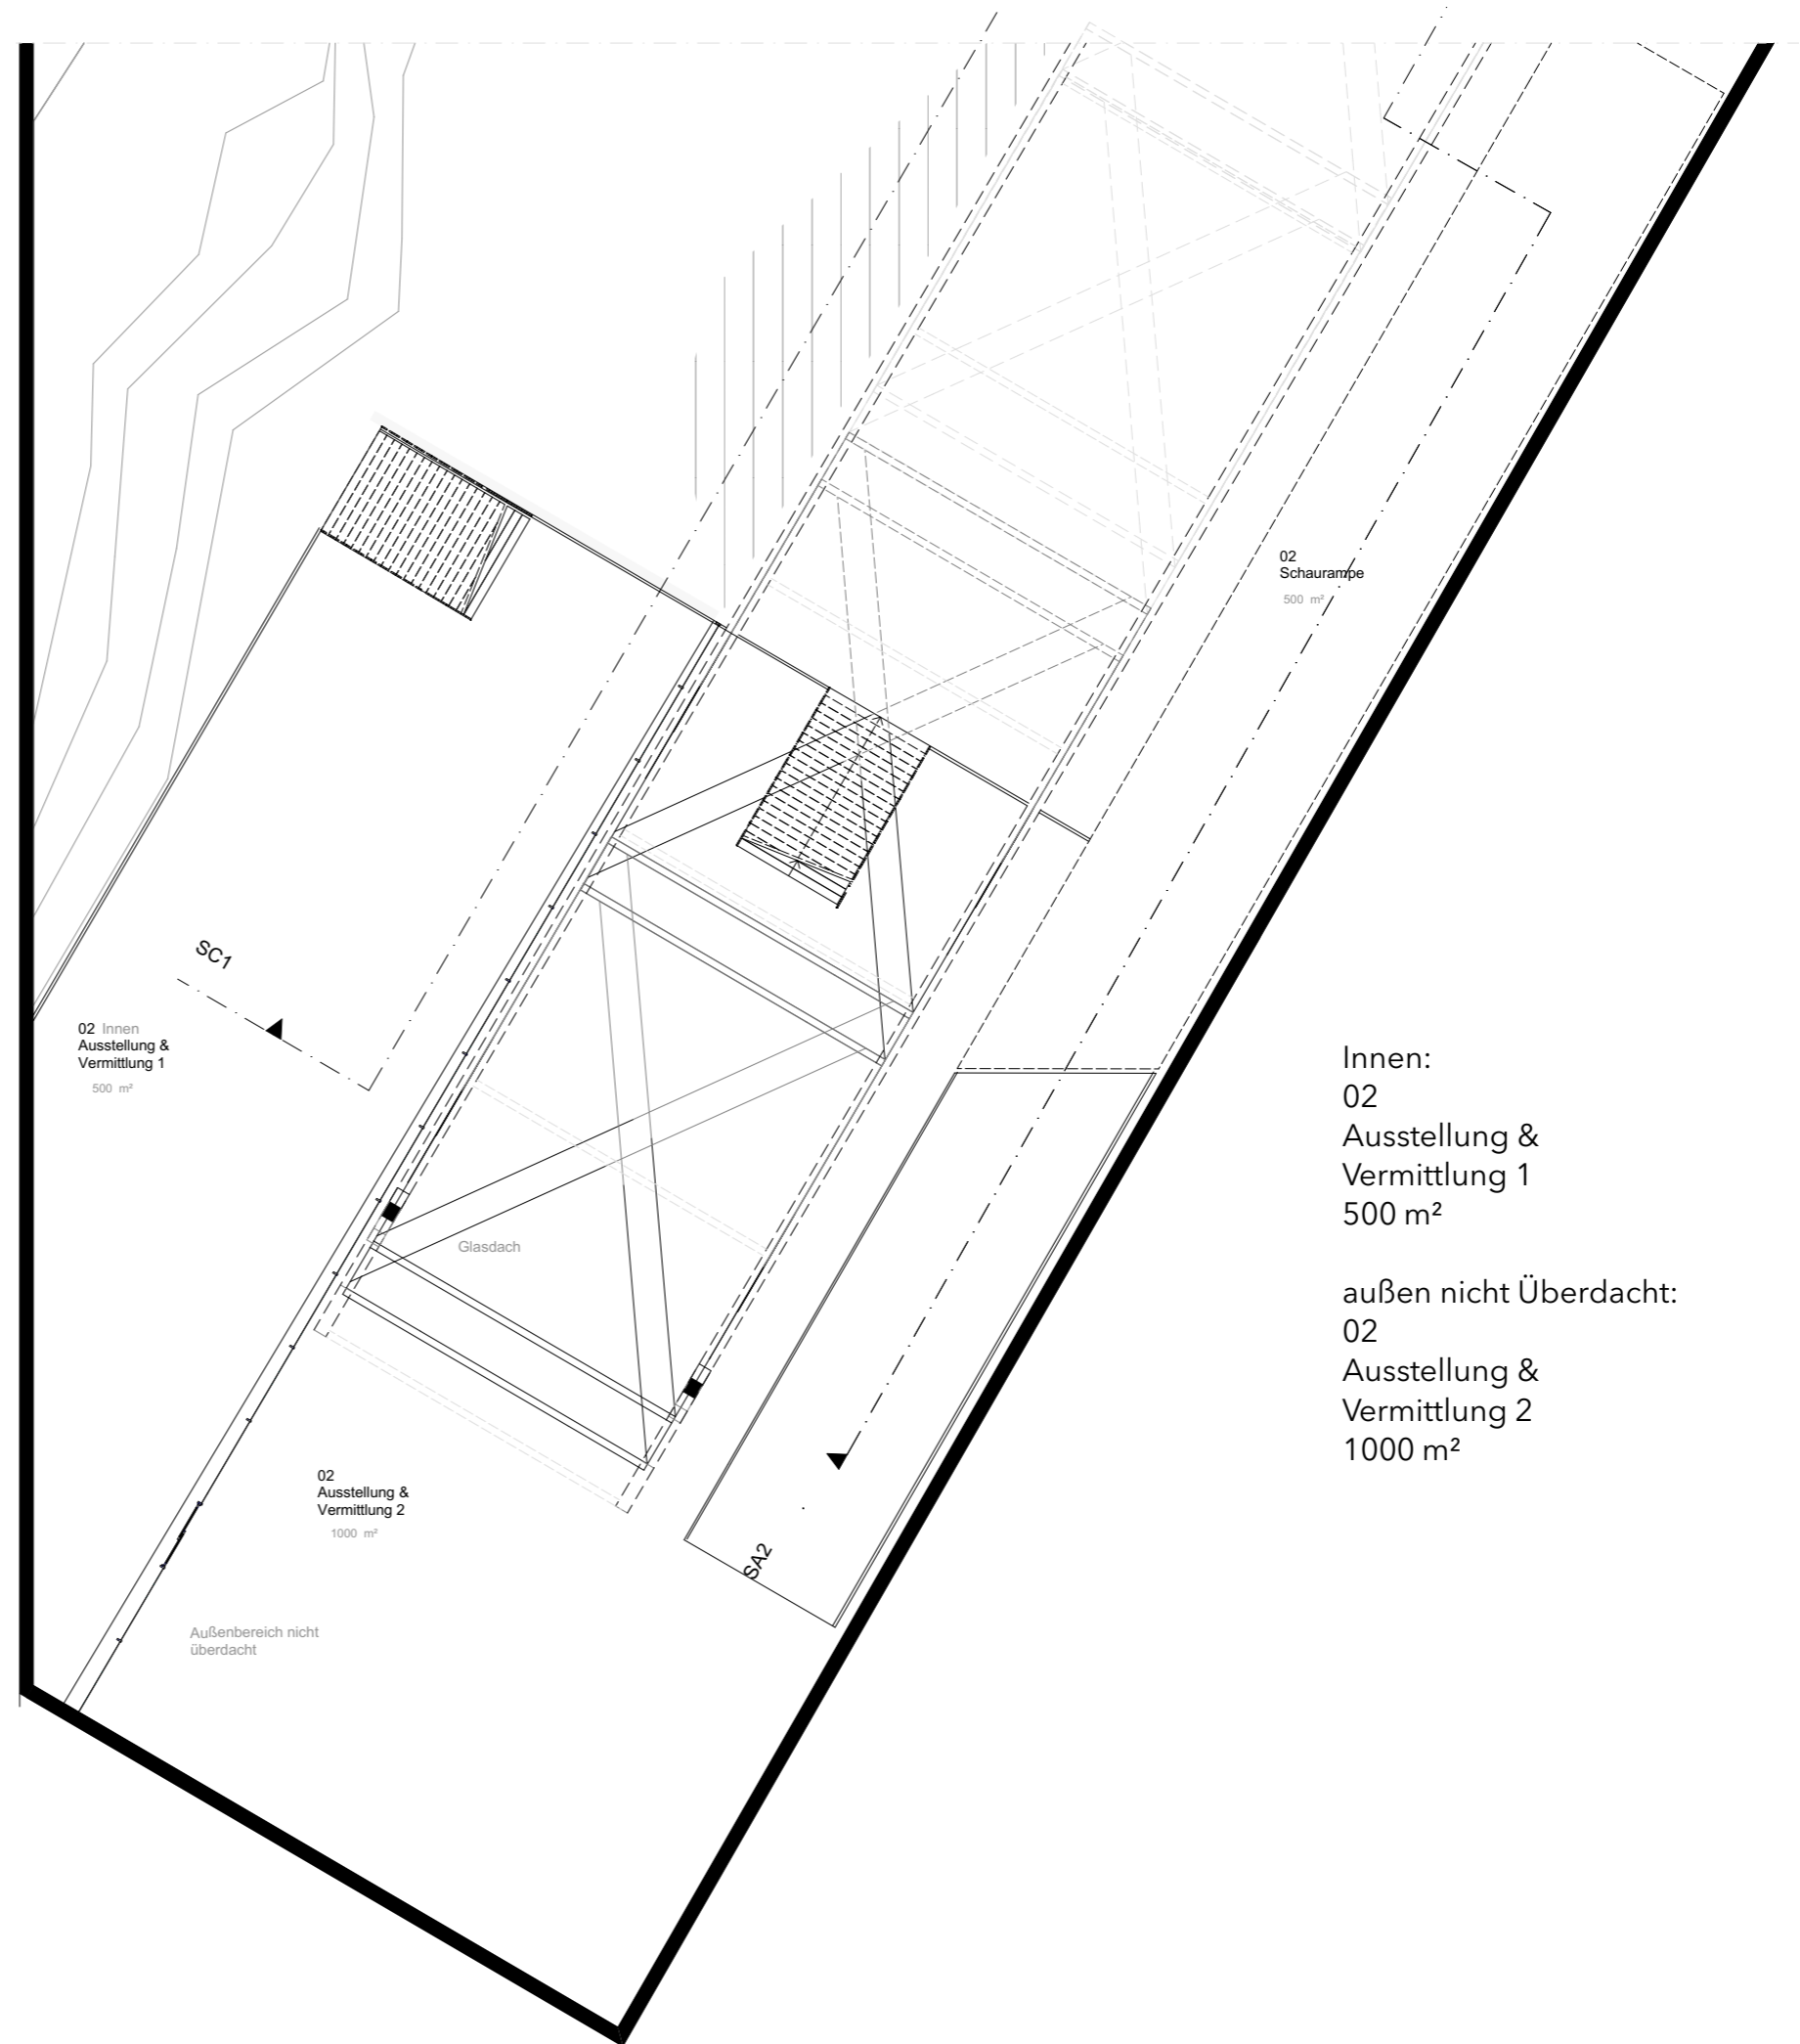 02
Schaurampe
500 m²
SC1
02 Innen
Ausstellung &
Vermittlung 1
500 m²
Innen:
02
Ausstellung &
Vermittlung 1
500 m²
außen nicht Überdacht:
02
Ausstellung &
Vermittlung 2
1000 m²
Glasdach
02
Ausstellung &
Vermittlung 2
1000 m²
SA2
Außenbereich nicht
überdacht